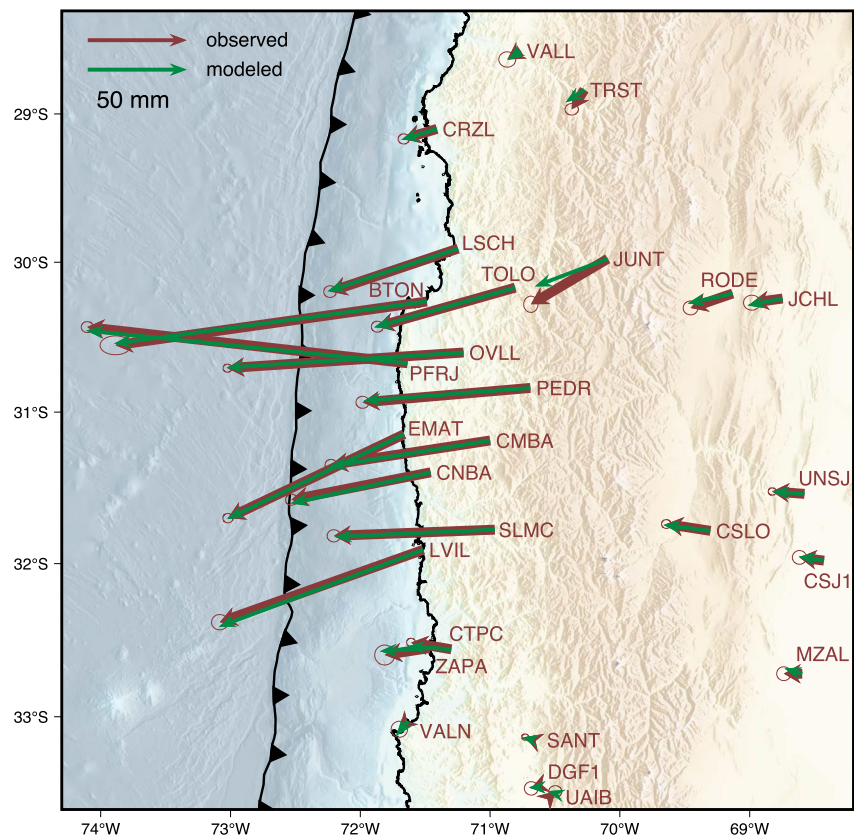 observed
modeled
50 mm
VALL
TRST
29°S
CRZL
LSCH
30°S
JUNT
TOLO
RODE
BTON
JCHL
OVLL
PFRJ
PEDR
31°S
EMAT
CMBA
CNBA
UNSJ
SLMC
CSLO
LVIL
32°S
CSJ1
CTPC
MZAL
ZAPA
33°S
VALN
SANT
DGF1
UAIB
74°W 73°W 72°W 71°W 70°W 69°W